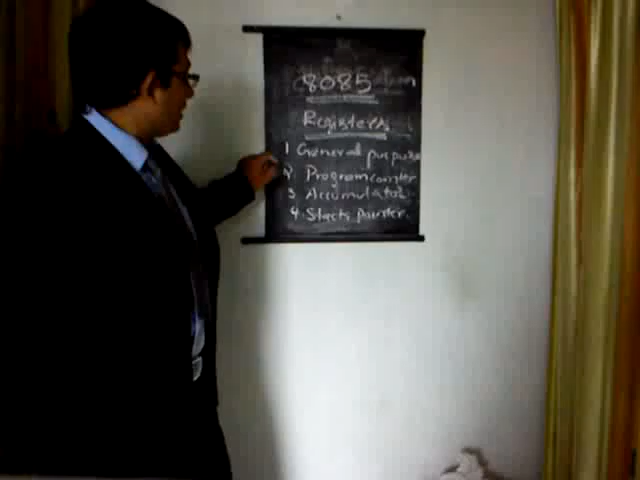 8085
Registers
1 General purpose
2 Program counter
3 Accumulator
4. Stack pointer.